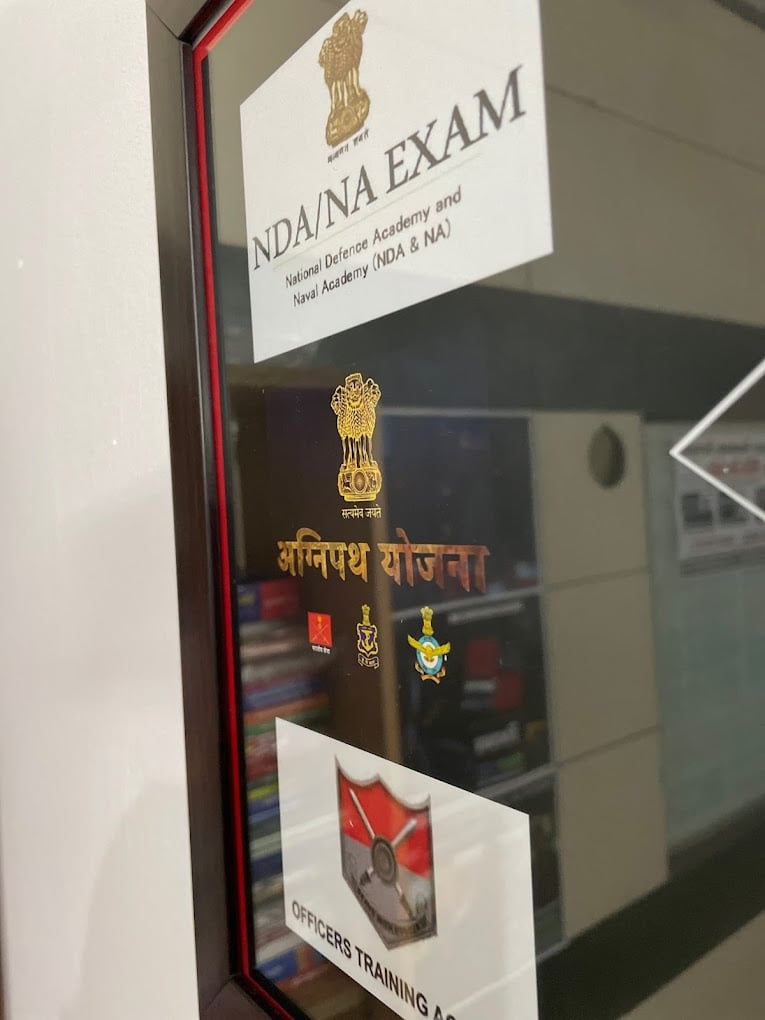 सत्यमेव जयते
NDA/NA EXAM
National Defence Academy and
Naval Academy (NDA & NA)
सत्यमेव जयते
अग्निपथ योजना
OFFICERS TRAINING